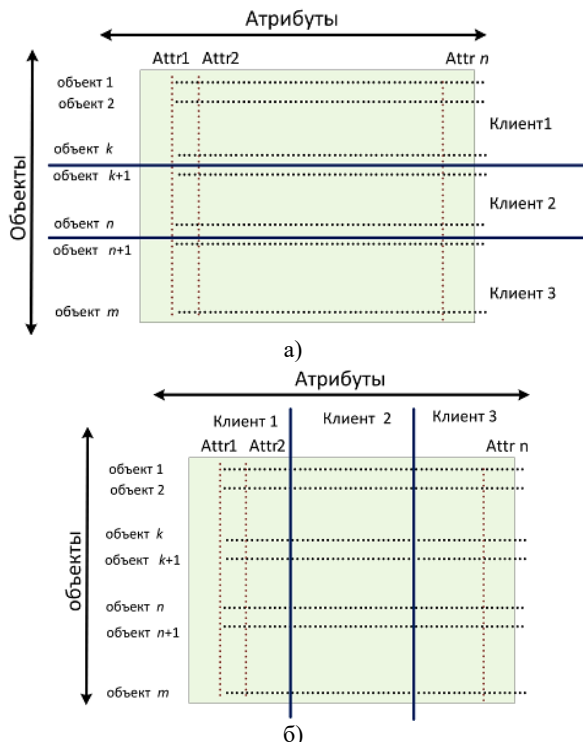 Атрибуты
Attr1 Attr2 Attr n
объект 1
объект 2
Клиент1
объект k
объект k+1
Объекты
Клиент 2
объект n
объект n+1
Клиент 3
объект m
а)
Атрибуты
Клиент 1 Клиент 2 Клиент 3
Attr1 Attr2 Attr n
объект 1
объект 2
объект k
объект k+1
объекты
объект n
объект n+1
объект m
б)